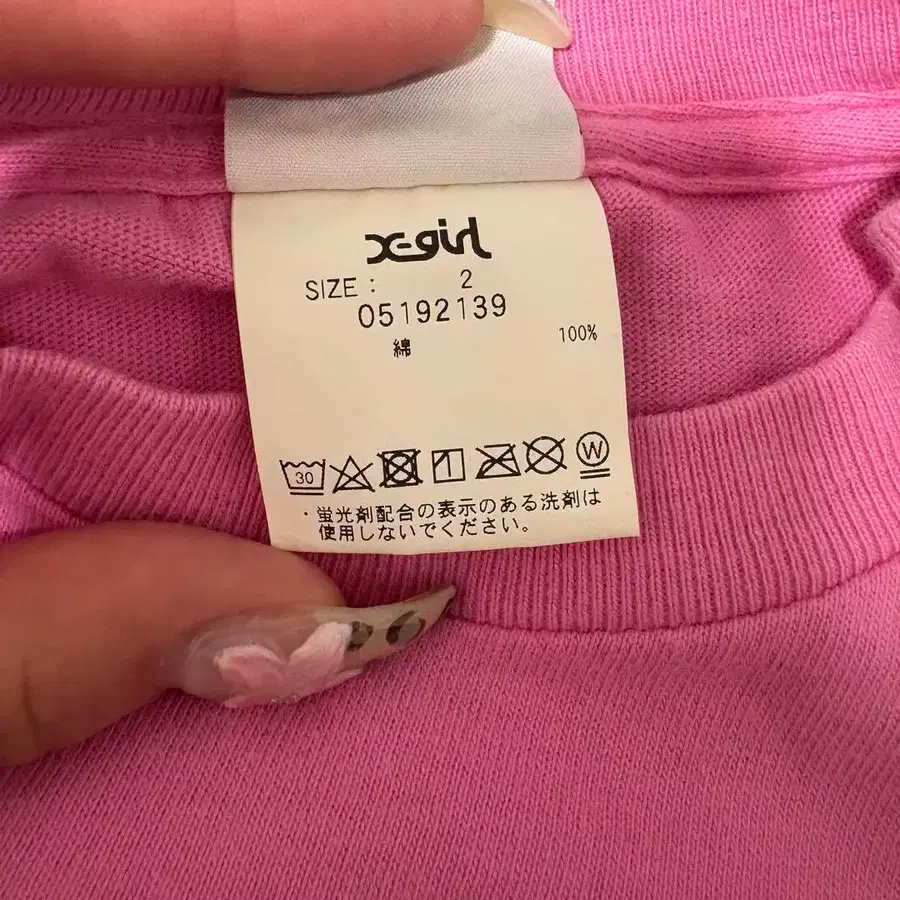 X-girl
SIZE : 2
05192139
綿 100%
30 W
・蛍光剤配合の表示のある洗剤は
使用しないでください。